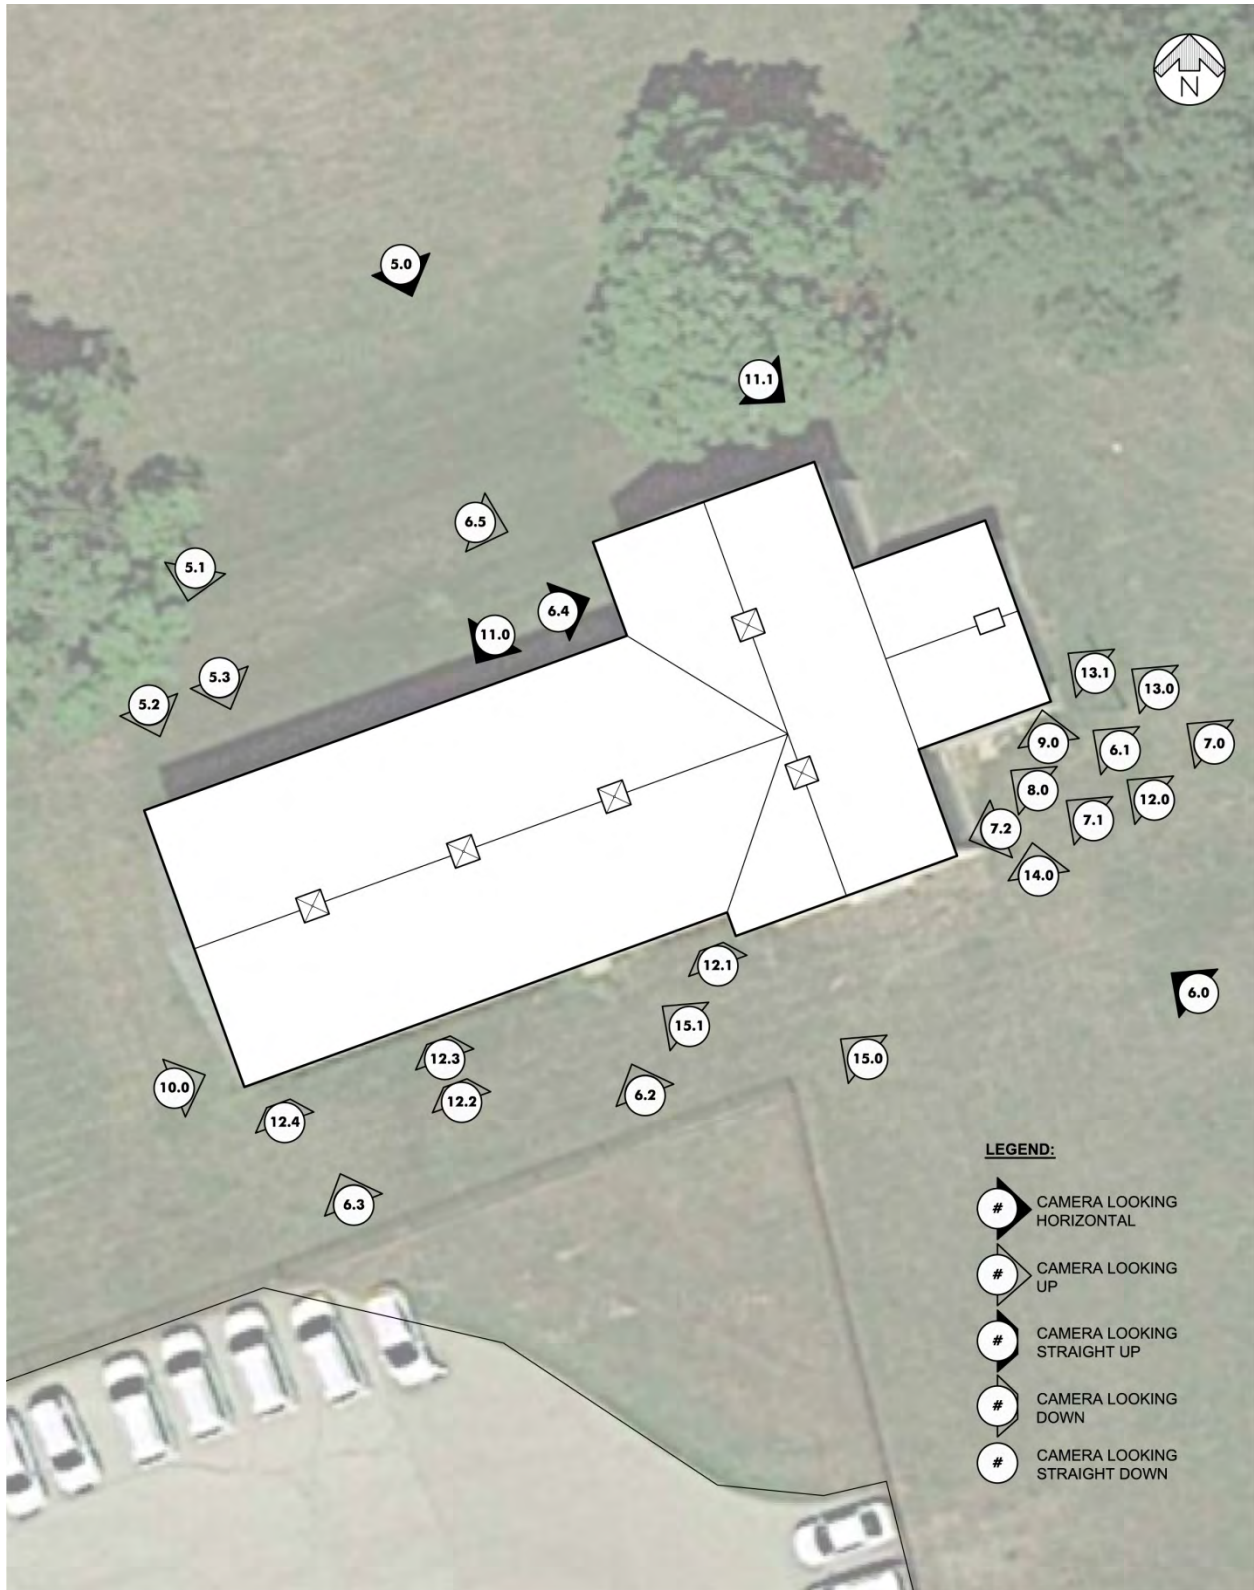 N
5.0
11.1
6.5
5.1
6.4
11.0
5.3
5.2
13.1
13.0
9.0
6.1
7.0
8.0
12.0
7.2
7.1
14.0
12.1
6.0
15.1
12.3
15.0
10.0
6.2
12.2
12.4
6.3
LEGEND:
# CAMERA LOOKING
HORIZONTAL
# CAMERA LOOKING
UP
# CAMERA LOOKING
STRAIGHT UP
# CAMERA LOOKING
DOWN
# CAMERA LOOKING
STRAIGHT DOWN